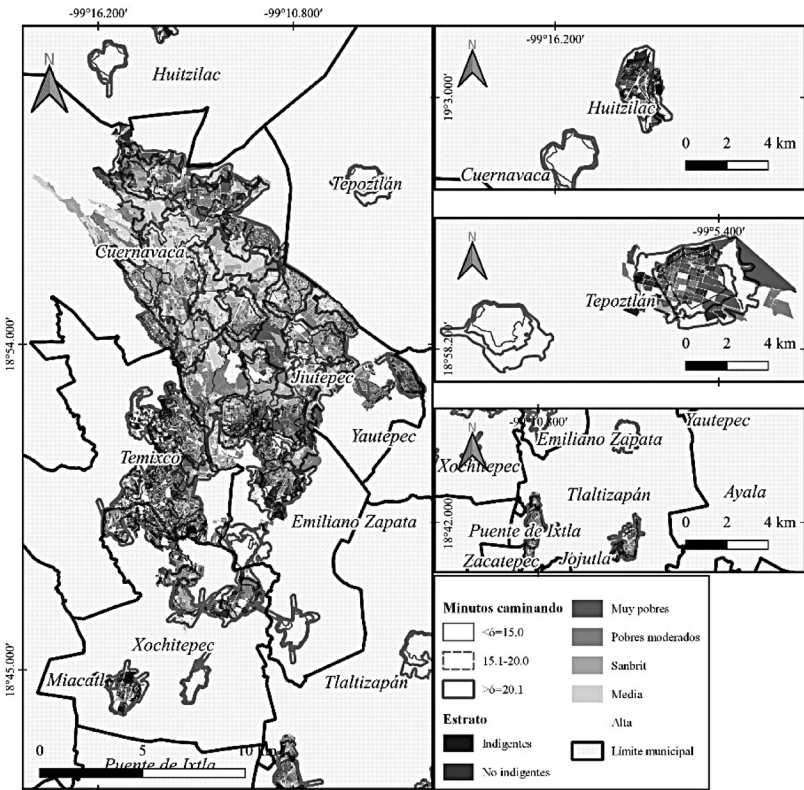 -99°16.200'
-99°10.800'
N
Huitzilac
Tepoztlán
Cuernavaca
18°54.000'
Jiutepec
Yautepec
Temixco
Emiliano Zapata
Xochitepec
18°45.000'
Tlaltizapán
0 5
Puente de Ixtla
-99°16.200'
N
19°3.000'
Huitzilac
0 2 4 km
Cuernavaca
-99°5.400'
N
Tepoztlán
18°58.200'
0 2 4 km
N
Emiliano Zapata
Yautepec
Xochitepec
Tlaltizapán
Ayala
18°42.000'
Puente de Ixtla
0 2 4 km
Zacatepec
Jojutla
Minutos caminando
<ó=15.0
15.1-20.0
>ó=20.1
Estrato
Indigentes
No indigentes
Muy pobres
Pobres moderados
Sanbrit
Media
Alta
Límite municipal